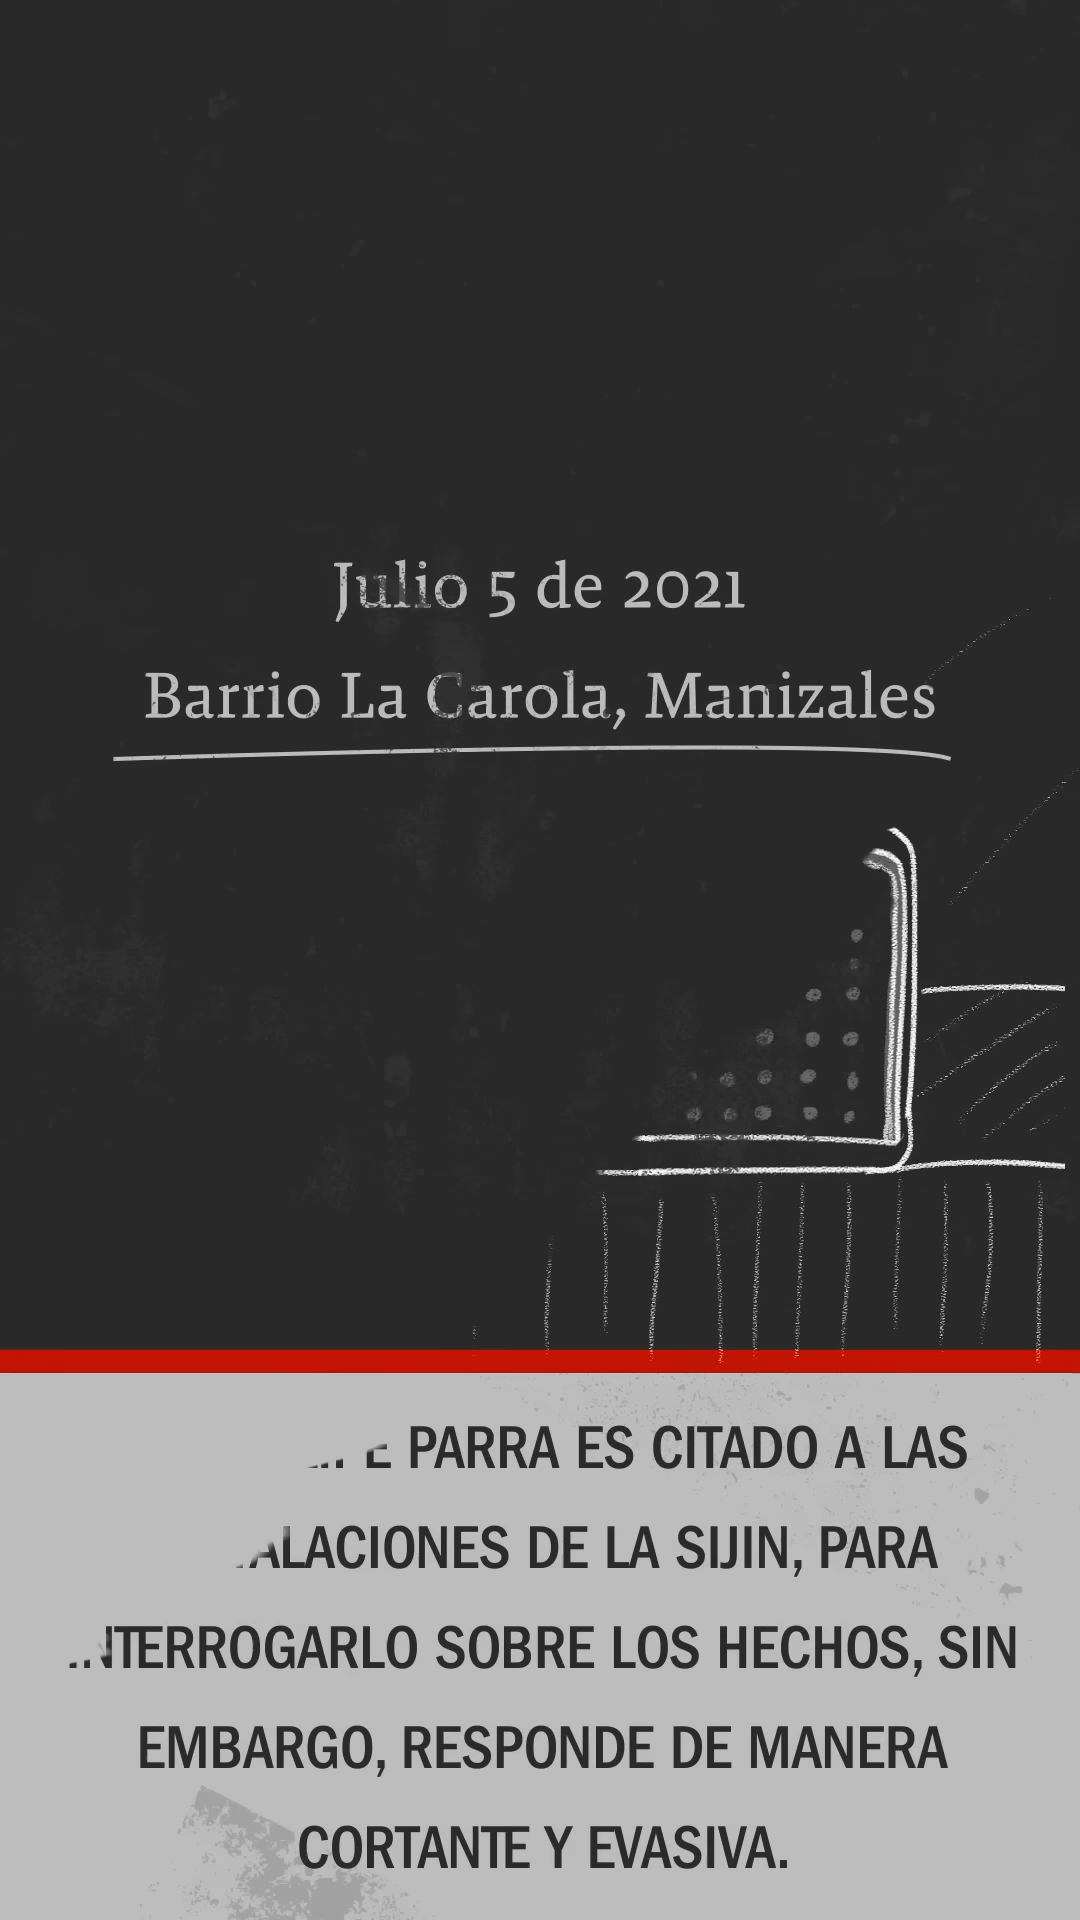 Julio 5 de 2021
Barrio La Carola, Manizales
PARRA ES CITADO A LAS
DE LA SIJIN, PARA
INTERROGARLO SOBRE LOS HECHOS, SIN
EMBARGO, RESPONDE DE MANERA
CORTANTE Y EVASIVA.